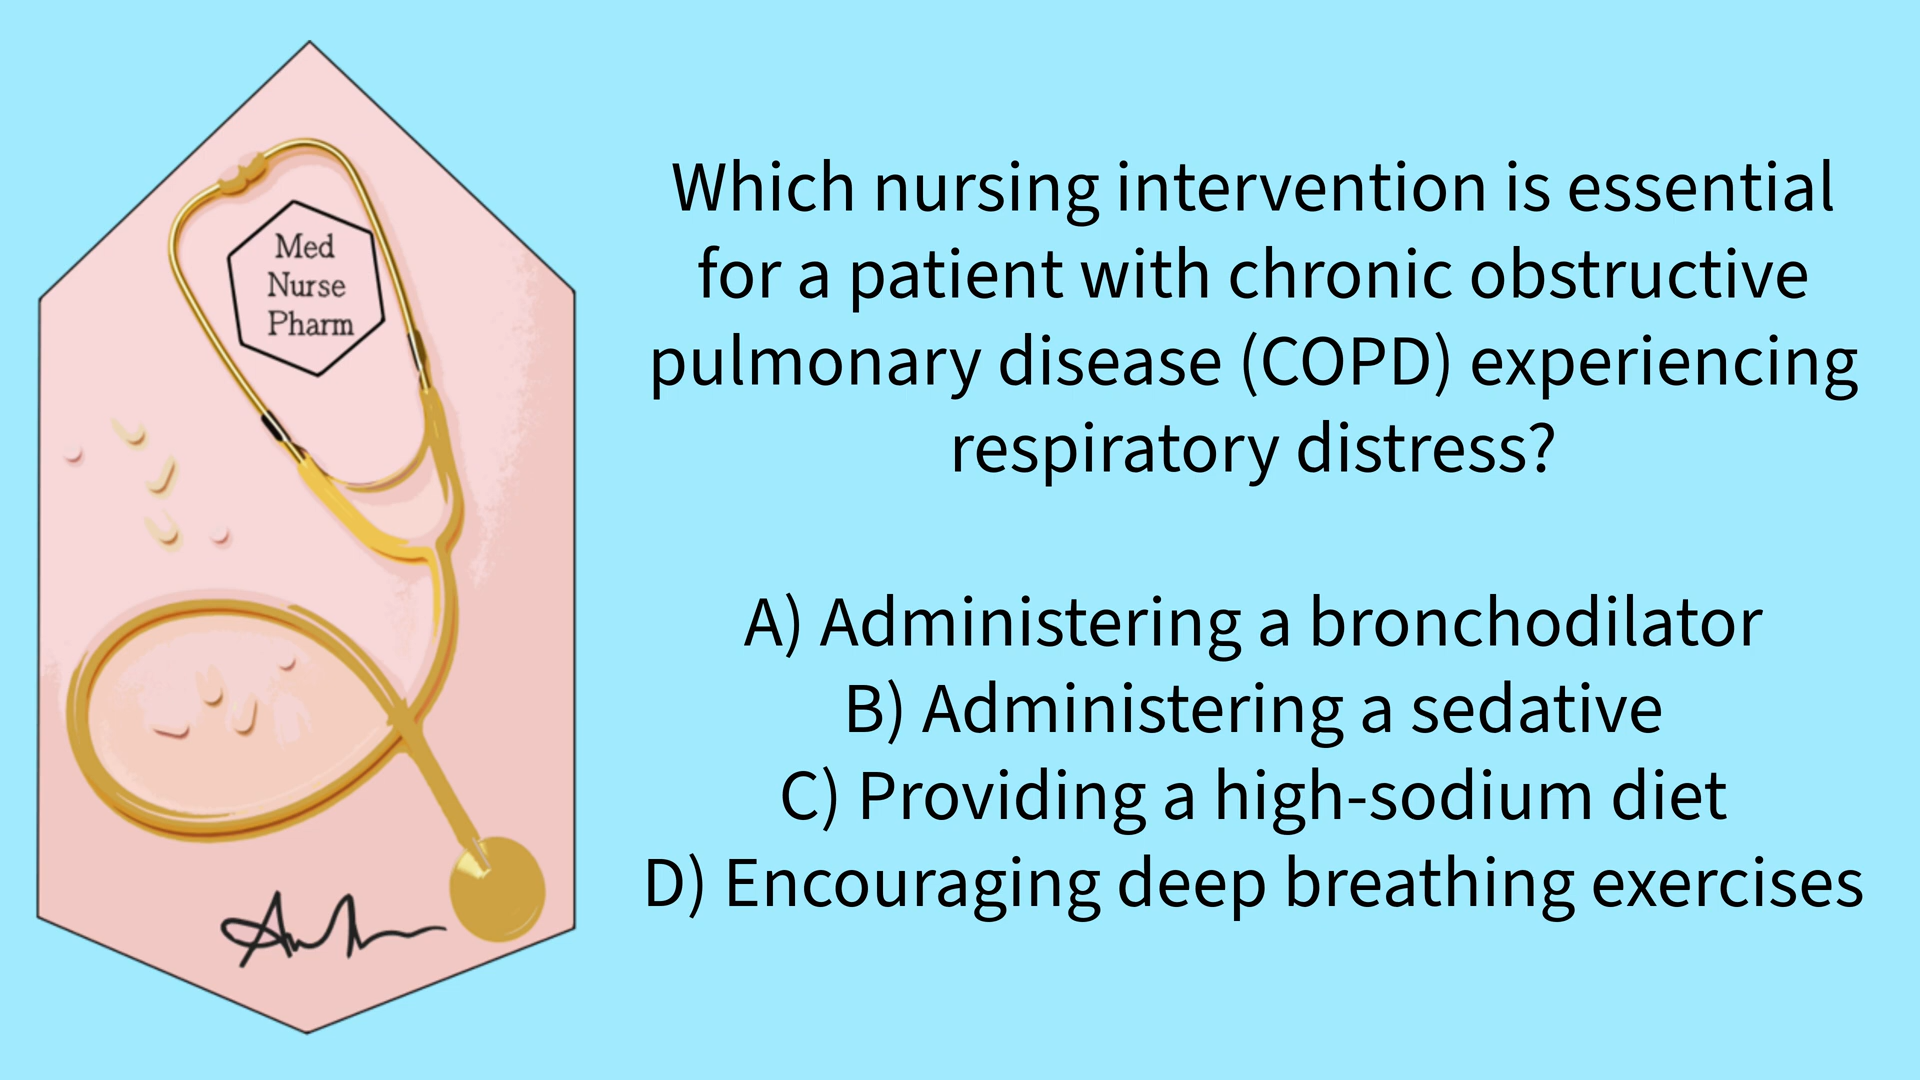 Med
Nurse
Pharm
Which nursing intervention is essential
for a patient with chronic obstructive
pulmonary disease (COPD) experiencing
respiratory distress?
A) Administering a bronchodilator
B) Administering a sedative
C) Providing a high-sodium diet
D) Encouraging deep breathing exercises